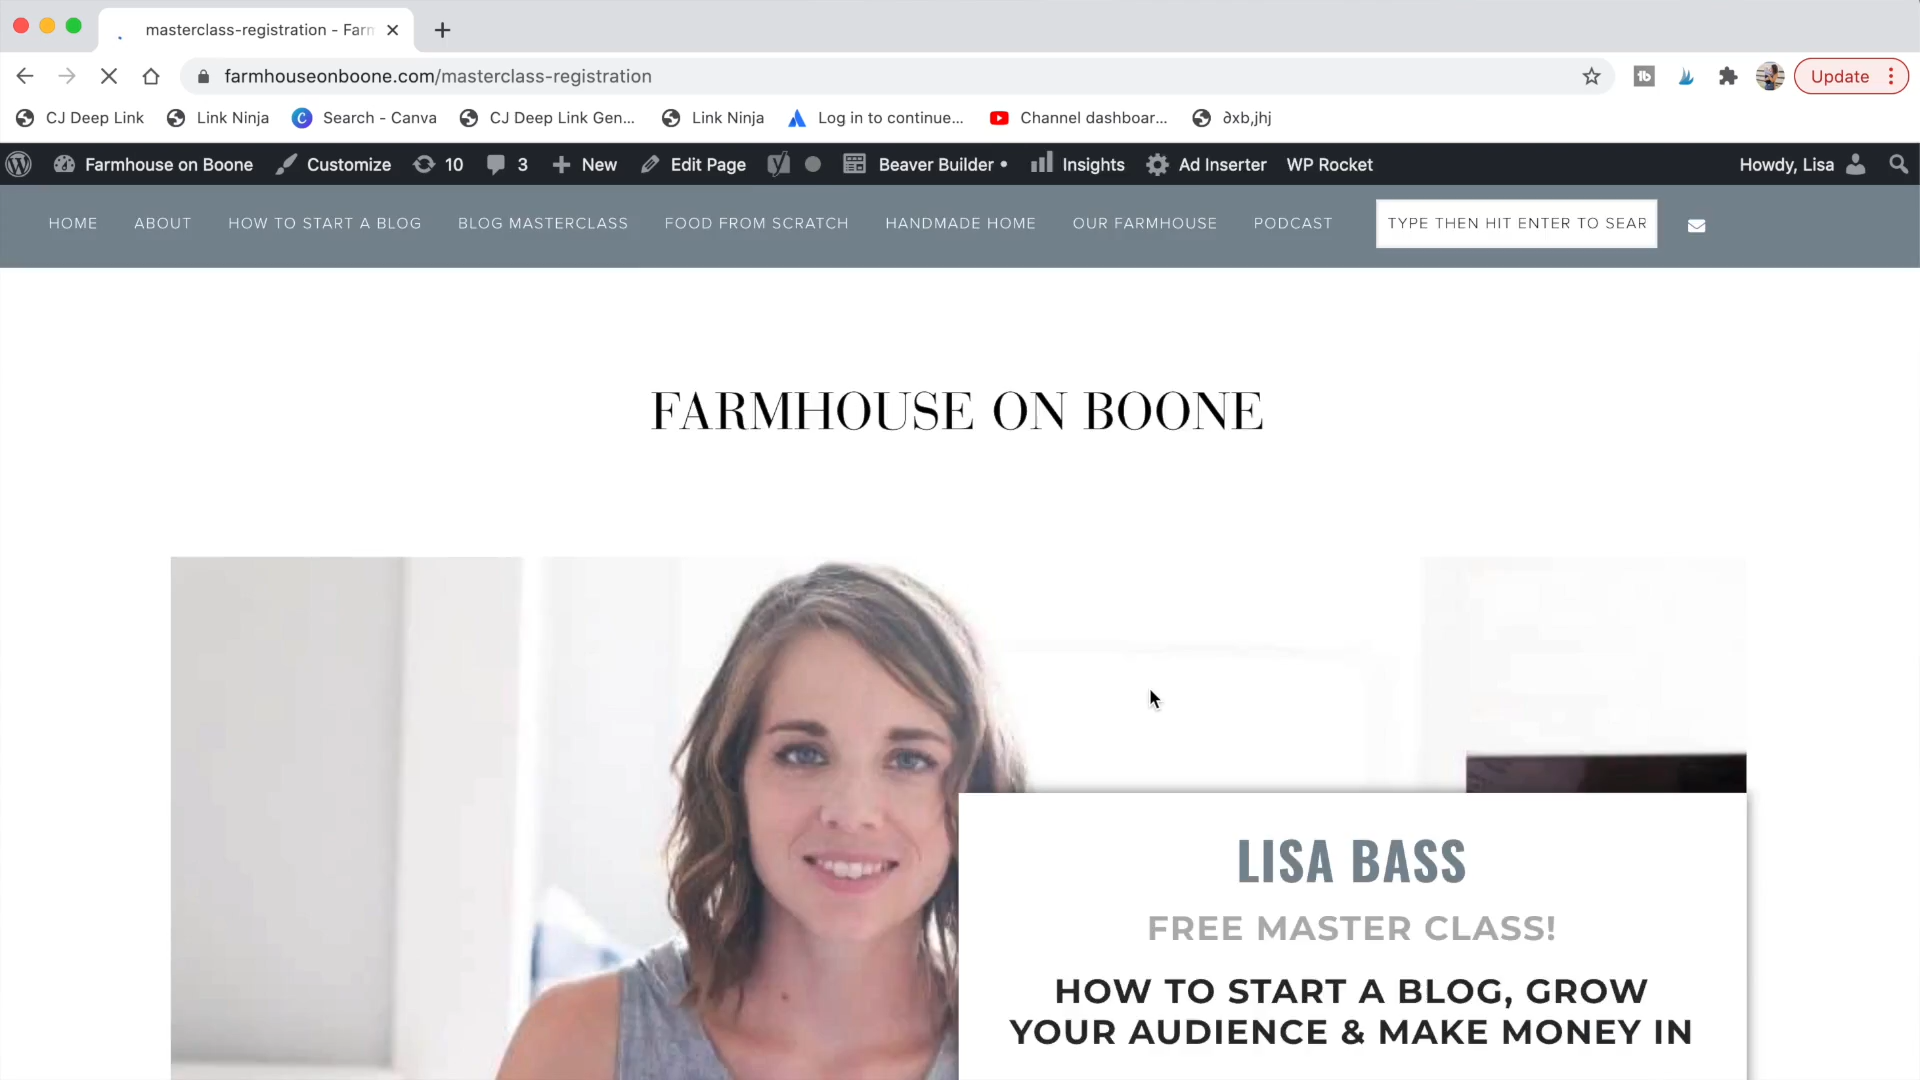 masterclass-registration - Farm
farmhouseonboone.com/masterclass-registration
Update
CJ Deep Link
Link Ninja
Search - Canva
CJ Deep Link Gen...
Link Ninja
Log in to continue...
Channel dashboar...
∂xb,jhj
Farmhouse on Boone
Customize
10
3
New
Edit Page
Beaver Builder •
Insights
Ad Inserter
WP Rocket
Howdy, Lisa
HOME
ABOUT
HOW TO START A BLOG
BLOG MASTERCLASS
FOOD FROM SCRATCH
HANDMADE HOME
OUR FARMHOUSE
PODCAST
TYPE THEN HIT ENTER TO SEAR
FARMHOUSE ON BOONE
LISA BASS
FREE MASTER CLASS!
HOW TO START A BLOG, GROW
YOUR AUDIENCE & MAKE MONEY IN